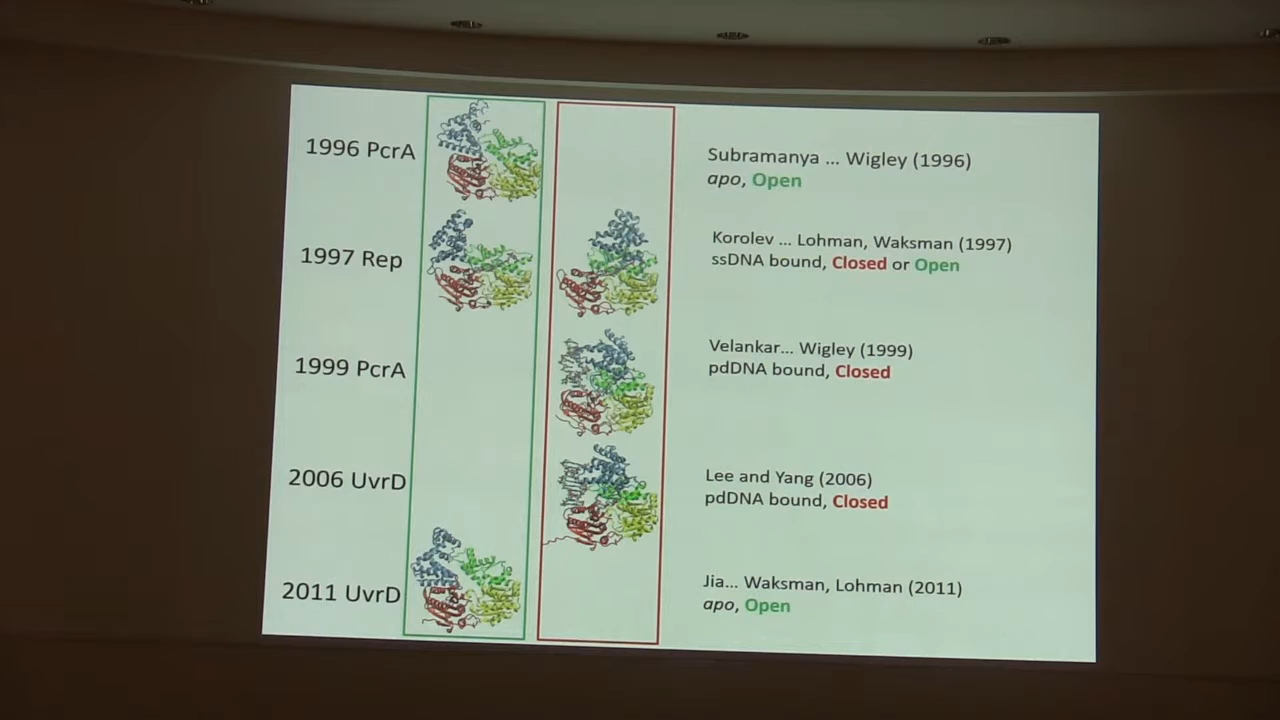 1996 PcrA
Subramanya ... Wigley (1996)
apo, Open
1997 Rep
Korolev ... Lohman, Waksman (1997)
ssDNA bound, Closed or Open
1999 PcrA
Velankar... Wigley (1999)
pdDNA bound, Closed
2006 UvrD
Lee and Yang (2006)
pdDNA bound, Closed
2011 UvrD
Jia... Waksman, Lohman (2011)
apo, Open